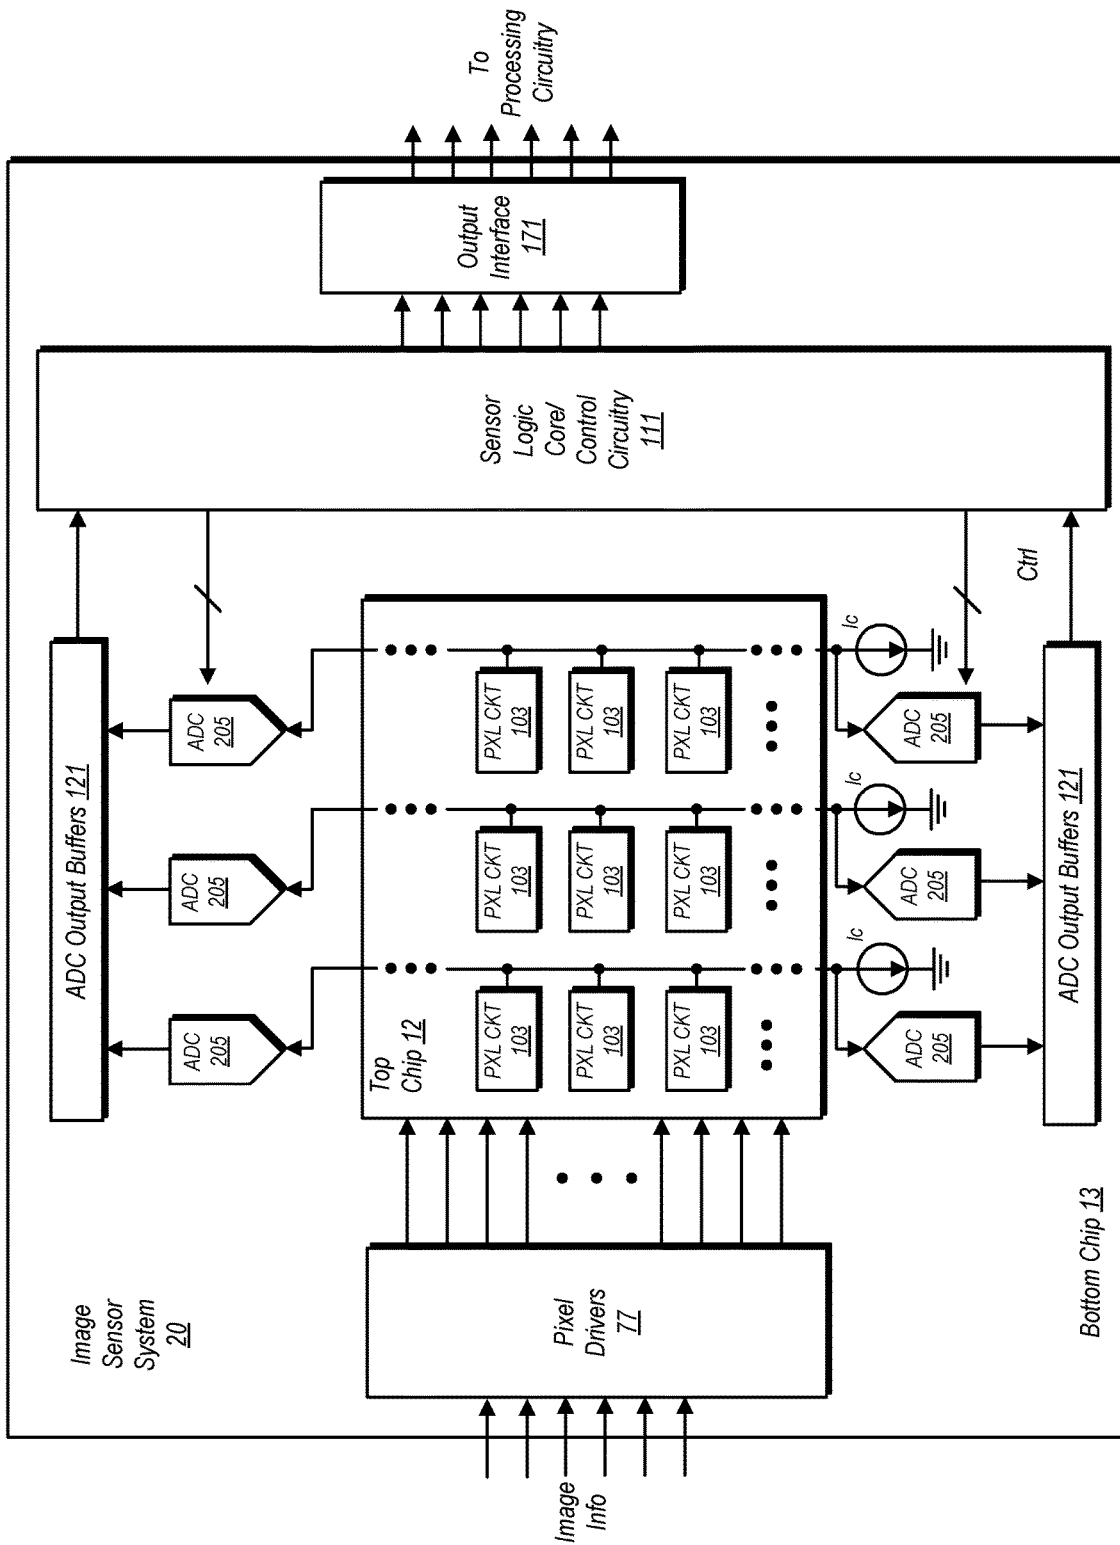 Image
Sensor
System
20
Image
Info
Pixel
Drivers
77
Top
Chip 12
PXL CKT
103
PXL CKT
103
PXL CKT
103
PXL CKT
103
PXL CKT
103
PXL CKT
103
PXL CKT
103
PXL CKT
103
PXL CKT
103
ADC Output Buffers 121
ADC
205
ADC
205
ADC
205
Ic
Ic
Ic
ADC
205
ADC
205
ADC
205
ADC Output Buffers 121
Ctrl
Bottom Chip 13
Sensor
Logic
Core/
Control
Circuitry
111
Output
Interface
171
To
Processing
Circuitry